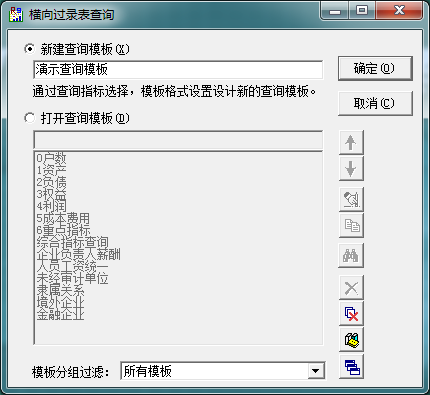 横向过录表查询
新建查询模板(X)
演示查询模板
通过查询指标选择，模板格式设置设计新的查询模板。
打开查询模板(D)
确定(O)
取消(C)
0户数
1资产
2负债
3权益
4利润
5成本费用
6重点指标
综合指标查询
企业负责人薪酬
人员工资统一
未经审计单位
隶属关系
境外企业
金融企业
模板分组过滤：
所有模板